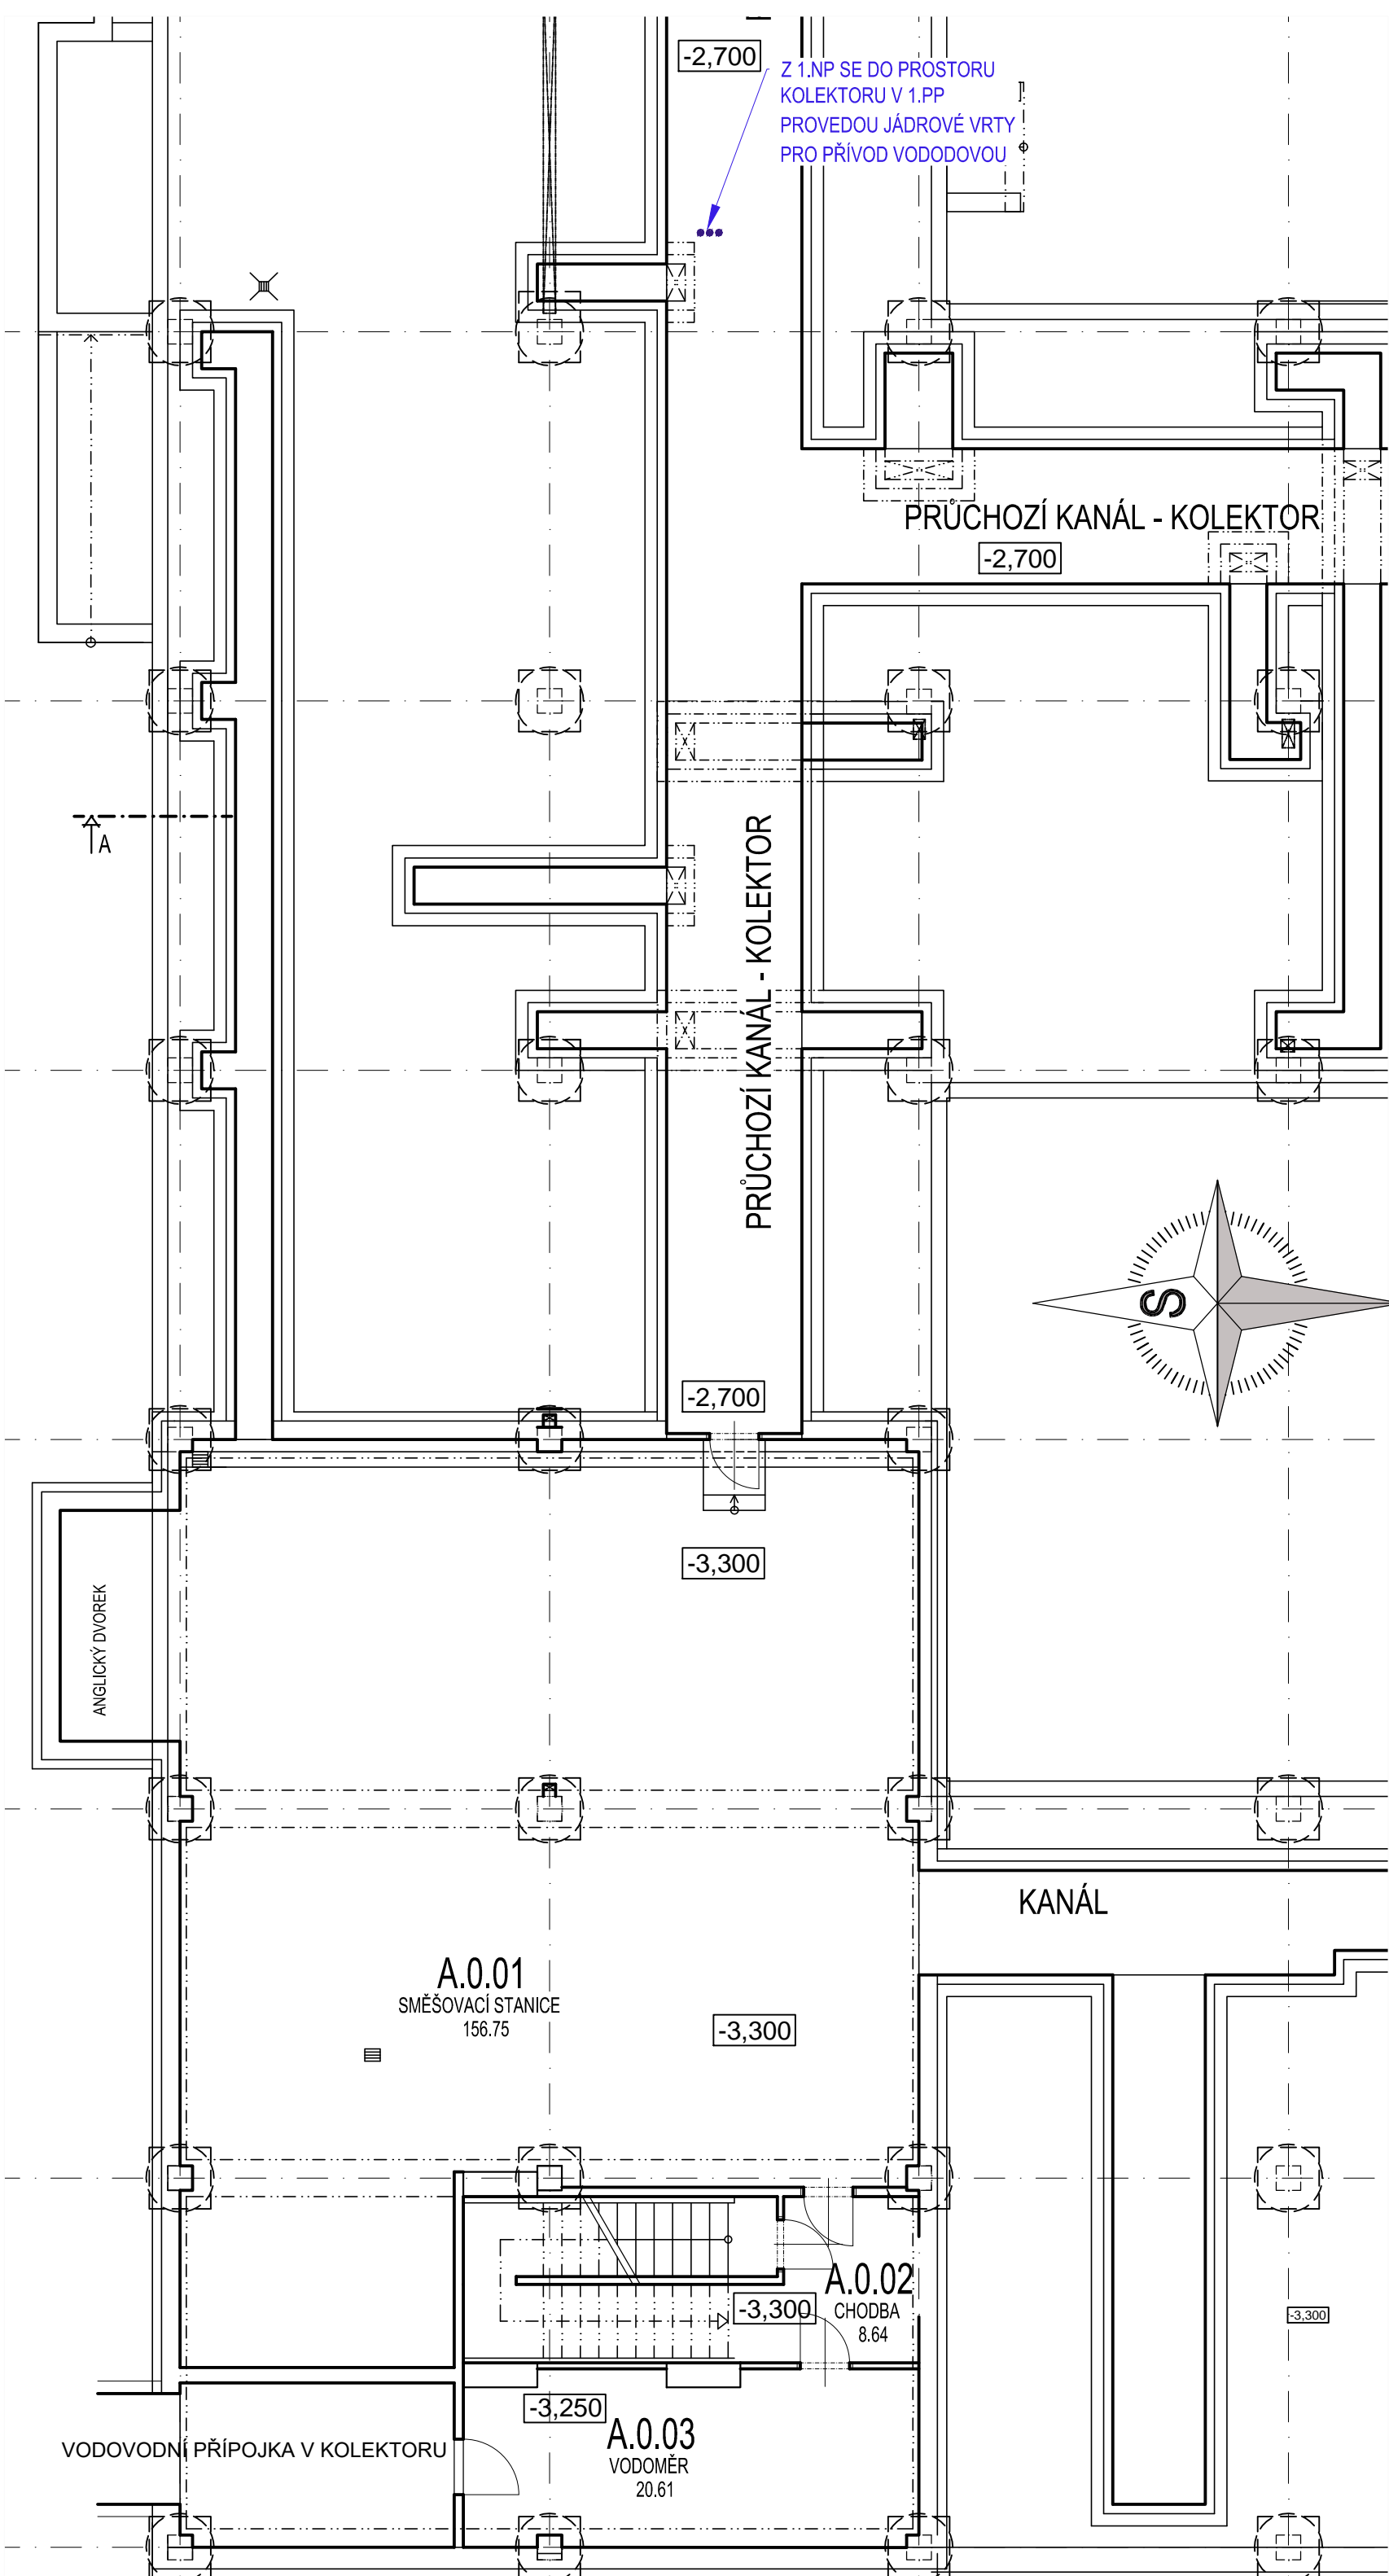 -2,700
Z 1.NP SE DO PROSTORU
KOLEKTORU V 1.PP
PROVEDOU JÁDROVÉ VRTY
PRO PŘÍVOD VODODOVOU
PRŮCHOZÍ KANÁL - KOLEKTOR
-2,700
A
PRŮCHOZÍ KANÁL - KOLEKTOR
S
-2,700
-3,300
ANGLICKÝ DVOREK
KANÁL
A.0.01
SMĚŠOVACÍ STANICE
156.75
-3,300
A.0.02
CHODBA
8.64
-3,300
-3,300
-3,250
A.0.03
VODOMĚR
20.61
VODOVODNÍ PŘÍPOJKA V KOLEKTORU